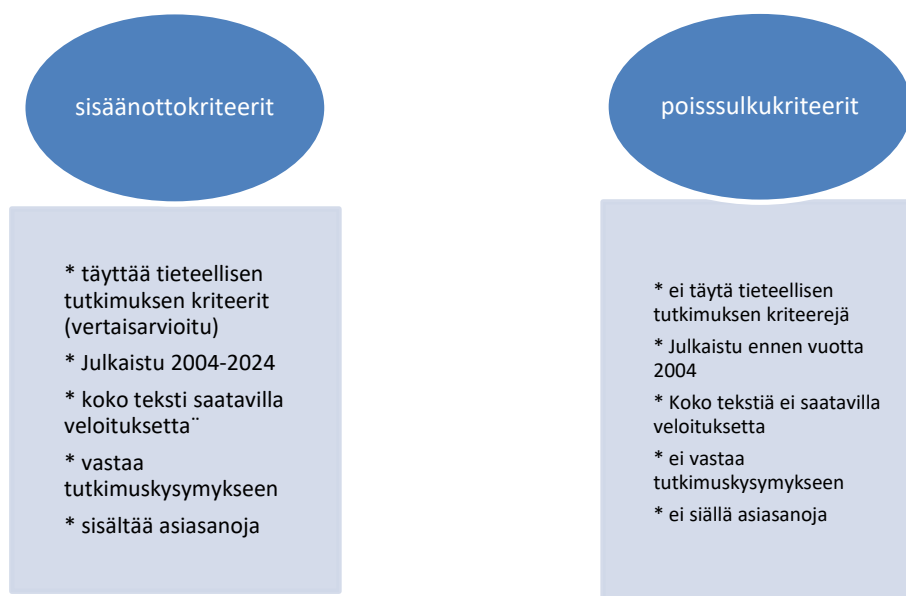 sisäänottokriteerit
* täyttää tieteellisen
tutkimuksen kriteerit
(vertaisarvioitu)
* Julkaistu 2004-2024
* koko teksti saatavilla
veloituksetta¨
* vastaa
tutkimuskysymykseen
* sisältää asiasanoja
poisssulkukriteerit
* ei täytä tieteellisen
tutkimuksen kriteerejä
* Julkaistu ennen vuotta
2004
* Koko tekstiä ei saatavilla
veloituksetta
* ei vastaa
tutkimuskysymykseen
* ei siällä asiasanoja